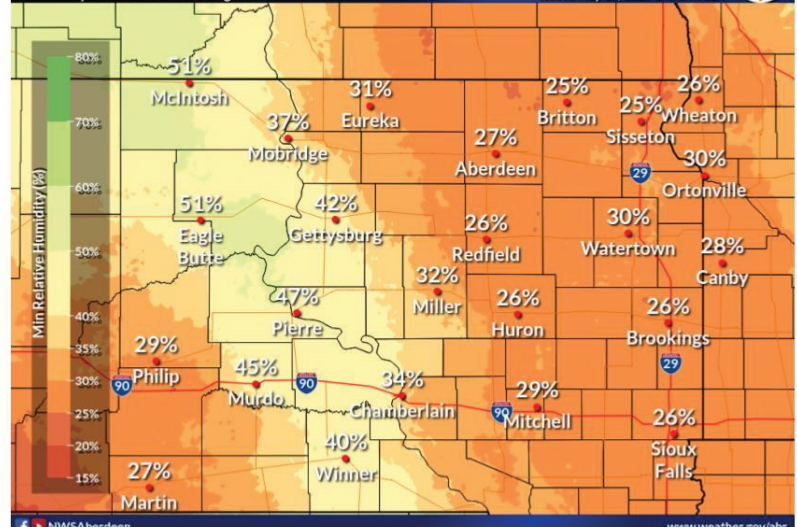 80%
70%
60%
50%
40%
35%
30%
25%
20%
15%
Min Relative Humidity (%)
51%
McIntosh
31%
Eureka
25%
Britton
26%
Wheaton
25%
Sisseton
37%
Mobridge
27%
Aberdeen
29
30%
Ortonville
51%
Eagle
Butte
42%
Gettysburg
26%
Redfield
30%
Watertown
28%
Canby
32%
Miller
47%
Pierre
26%
Huron
26%
Brookings
29%
Philip
90
45%
Murdo
90
34%
Chamberlain
29
90
29%
Mitchell
26%
Sioux
Falls
40%
Winner
27%
Martin
NWSAberdeen
www.weather.gov/abr